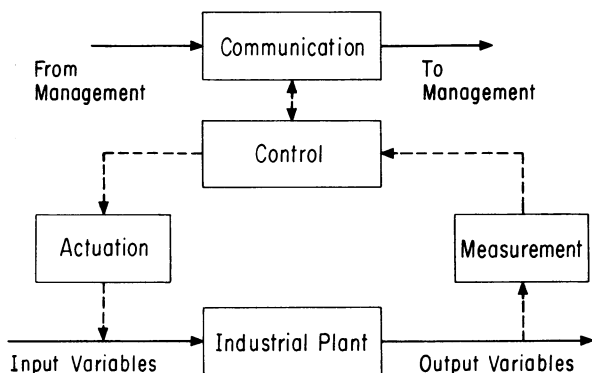 Communication
From
Management
To
Management
Control
Actuation
Measurement
Industrial Plant
Input Variables
Output Variables